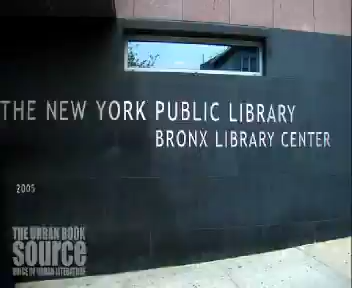 THE NEW YORK PUBLIC LIBRARY
BRONX LIBRARY CENTER
2005
THE URBAN BOOK
source
VOICE OF URBAN LITERATURE